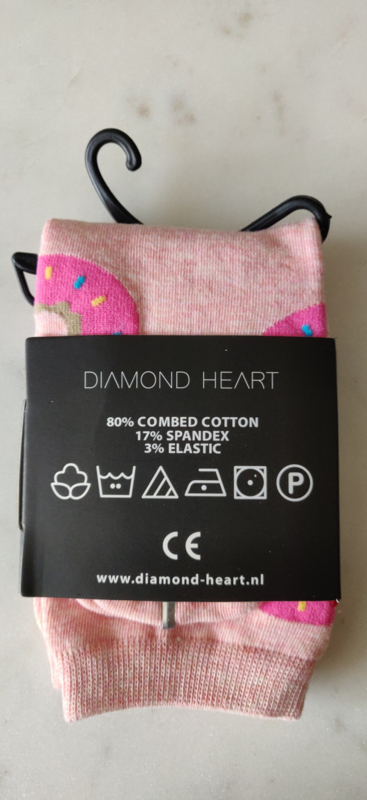 DIAMOND HEART
80% COMBED COTTON
17% SPANDEX
3% ELASTIC
P
CE
www.diamond-heart.nl